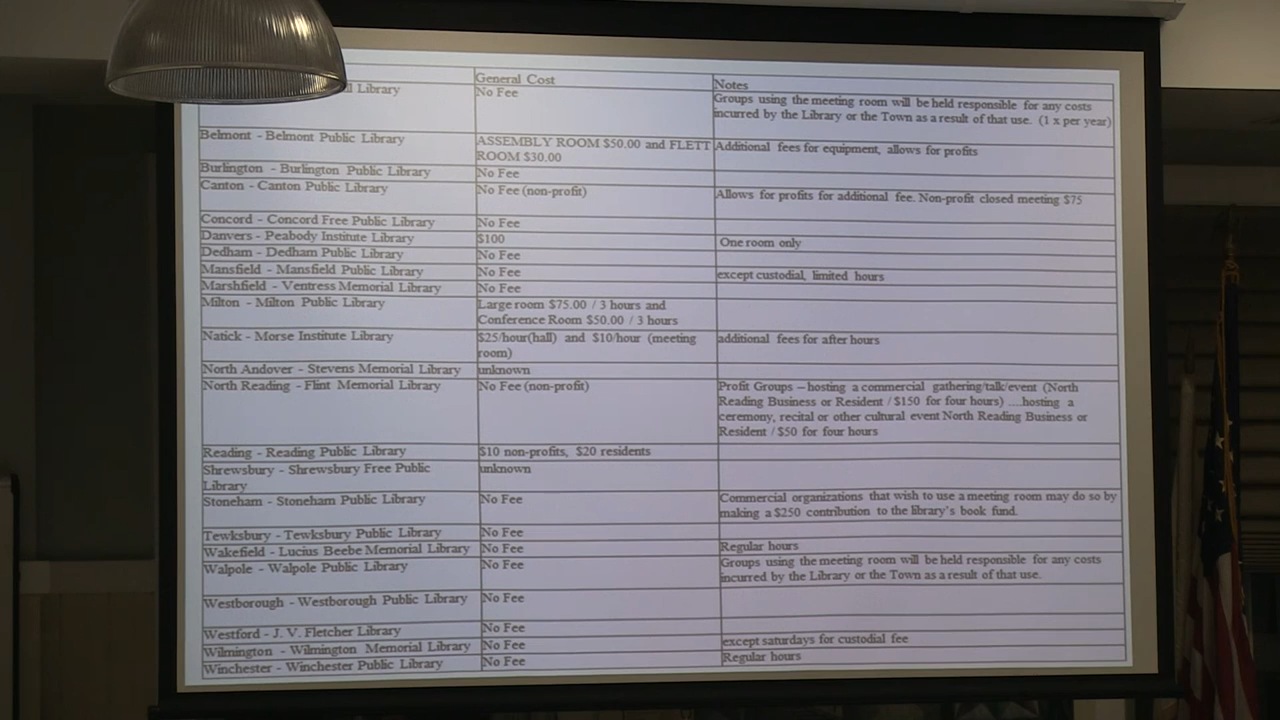 General Cost
Notes
Library
No Fee
Groups using the meeting room will be held responsible for any costs
incurred by the Library or the Town as a result of that use. (1 x per year)
Belmont - Belmont Public Library
ASSEMBLY ROOM $50.00 and FLETT
ROOM $30.00
Additional fees for equipment, allows for profits
Burlington - Burlington Public Library
No Fee
Canton - Canton Public Library
No Fee (non-profit)
Allows for profits for additional fee. Non-profit closed meeting $75
Concord - Concord Free Public Library
No Fee
Danvers - Peabody Institute Library
$100
One room only
Dedham - Dedham Public Library
No Fee
Mansfield - Mansfield Public Library
No Fee
except custodial, limited hours
Marshfield - Ventress Memorial Library
No Fee
Milton - Milton Public Library
Large room $75.00 / 3 hours and
Conference Room $50.00 / 3 hours
Natick - Morse Institute Library
$25/hour(hall) and $10/hour (meeting
room)
additional fees for after hours
North Andover - Stevens Memorial Library
unknown
North Reading - Flint Memorial Library
No Fee (non-profit)
Profit Groups – hosting a commercial gathering/talk/event (North
Reading Business or Resident / $150 for four hours) ....hosting a
ceremony, recital or other cultural event North Reading Business or
Resident / $50 for four hours
Reading - Reading Public Library
$10 non-profits, $20 residents
Shrewsbury - Shrewsbury Free Public
Library
unknown
Stoneham - Stoneham Public Library
No Fee
Commercial organizations that wish to use a meeting room may do so by
making a $250 contribution to the library's book fund.
Tewksbury - Tewksbury Public Library
No Fee
Wakefield - Lucius Beebe Memorial Library
No Fee
Regular hours
Walpole - Walpole Public Library
No Fee
Groups using the meeting room will be held responsible for any costs
incurred by the Library or the Town as a result of that use.
Westborough - Westborough Public Library
No Fee
Westford - J. V. Fletcher Library
No Fee
Wilmington - Wilmington Memorial Library
No Fee
except saturdays for custodial fee
Winchester - Winchester Public Library
No Fee
Regular hours